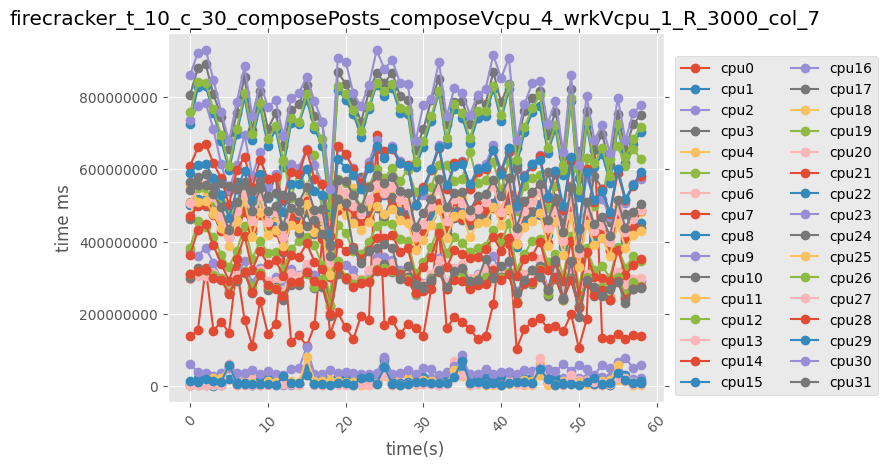 firecracker_t_10_c_30_composePosts_composeVcpu_4_wrkVcpu_1_R_3000_col_7
800000000
600000000
400000000
200000000
0
time ms
0
10
20
30
40
50
60
time(s)
cpu0
cpu1
cpu2
cpu3
cpu4
cpu5
cpu6
cpu7
cpu8
cpu9
cpu10
cpu11
cpu12
cpu13
cpu14
cpu15
cpu16
cpu17
cpu18
cpu19
cpu20
cpu21
cpu22
cpu23
cpu24
cpu25
cpu26
cpu27
cpu28
cpu29
cpu30
cpu31